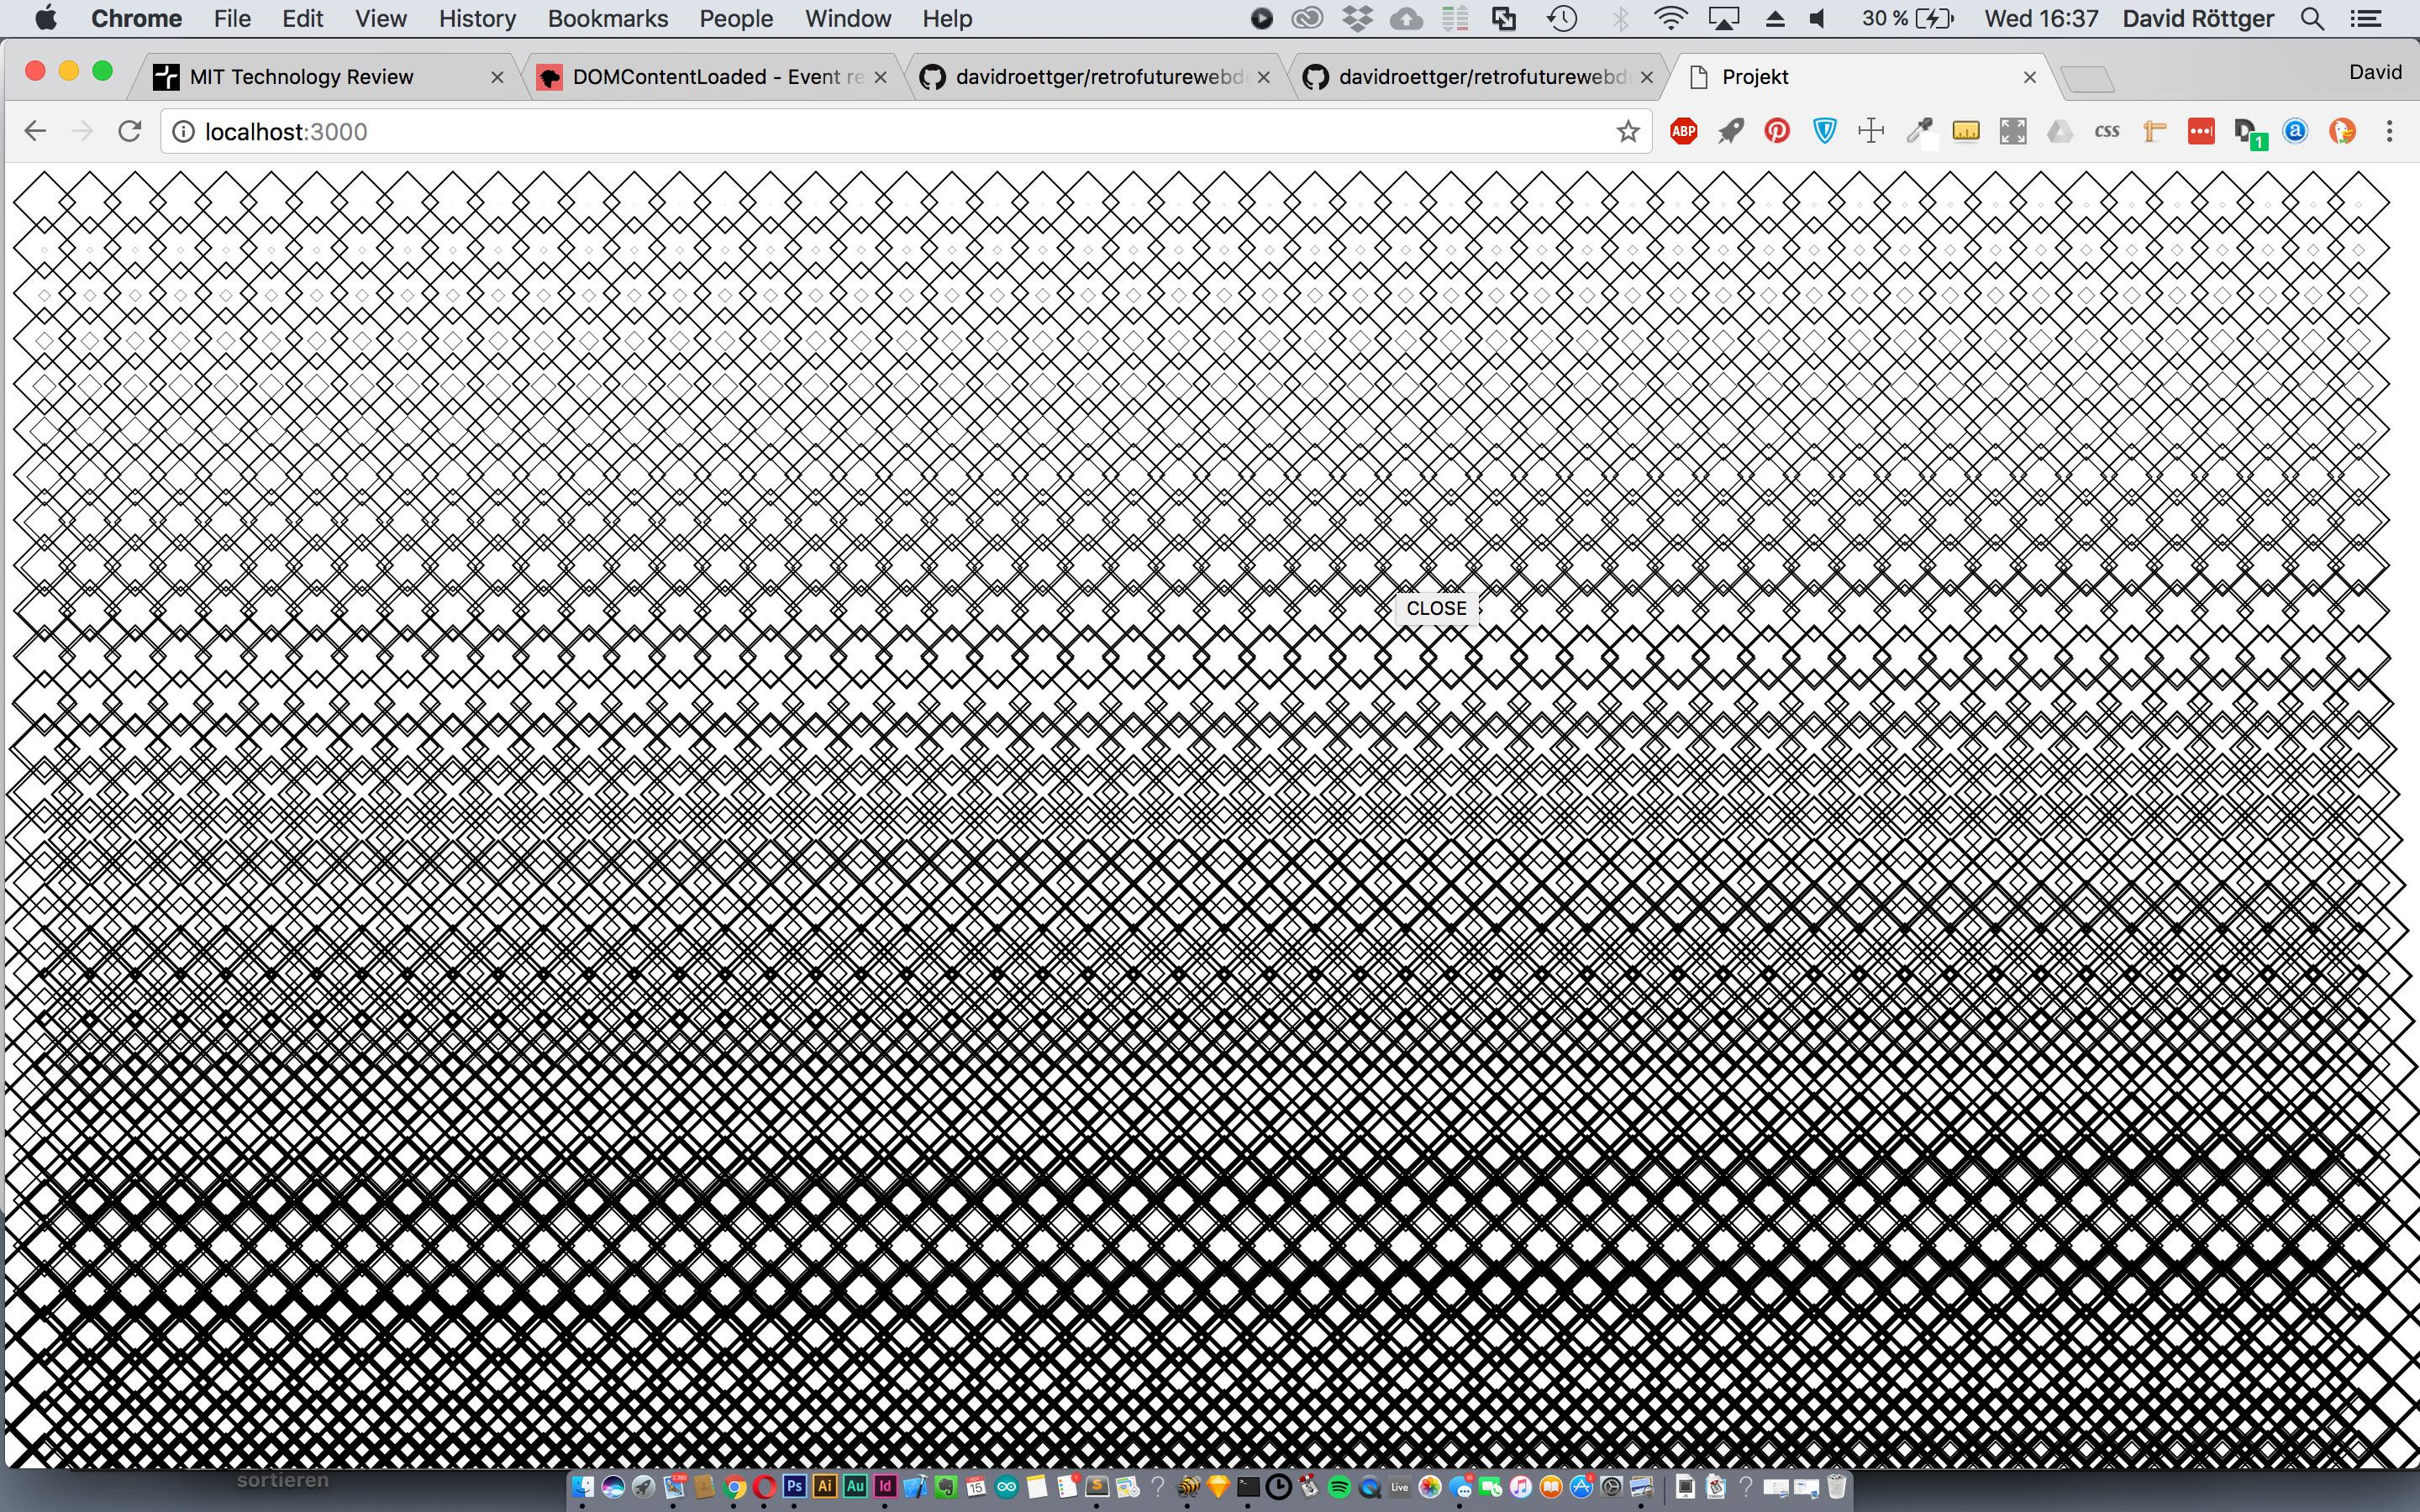 Chrome File Edit View History Bookmarks People Window Help 30 % Wed 16:37 David Röttger
MIT Technology Review DOMContentLoaded - Event re davidroettger/retrofuturewebd davidroettger/retrofuturewebd Projekt David
localhost:3000 ABP css 1 a
CLOSE
sortieren
Ps Ai Au Id 15 Live